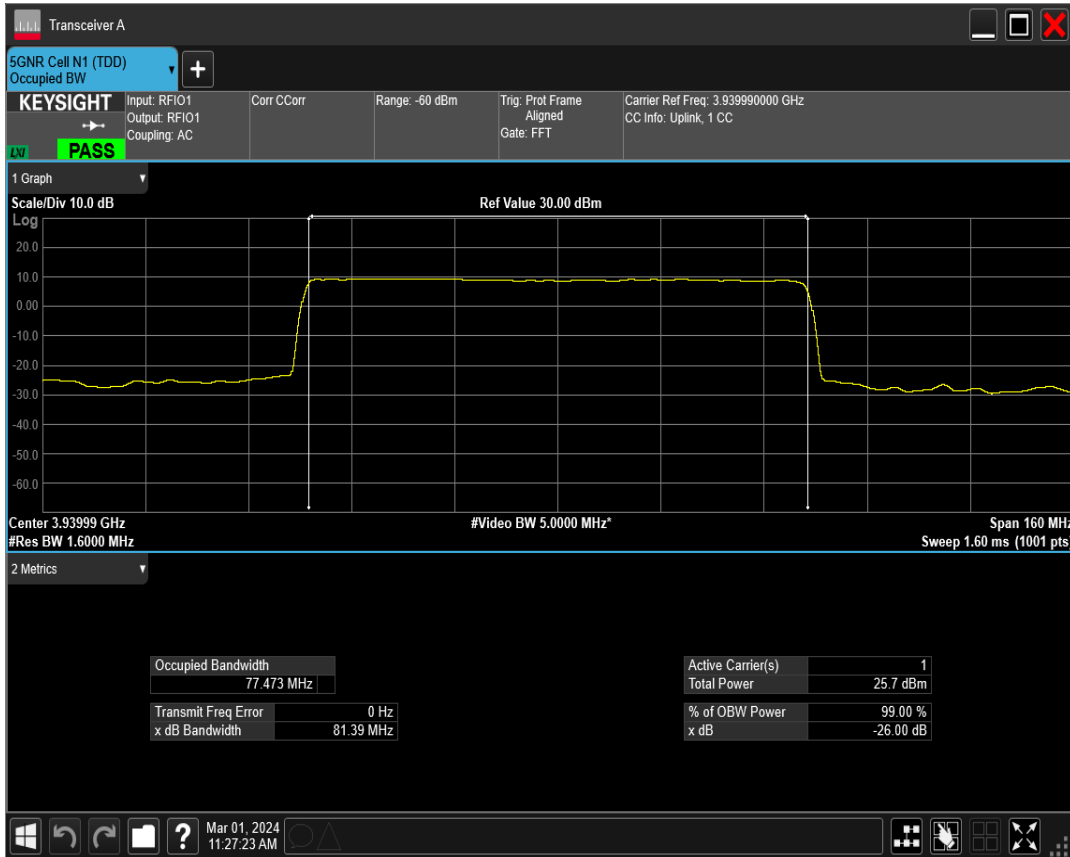 Transceiver A
5GNR Cell N1 (TDD)
Occupied BW
+
KEYSIGHT
LXI
PASS
Input: RFIO1
Output: RFIO1
Coupling: AC
Corr CCorr
Range: -60 dBm
Trig: Prot Frame
Aligned
Gate: FFT
Carrier Ref Freq: 3.939990000 GHz
CC Info: Uplink, 1 CC
1 Graph
Scale/Div 10.0 dB
Ref Value 30.00 dBm
Log
20.0
10.0
0.00
-10.0
-20.0
-30.0
-40.0
-50.0
-60.0
Center 3.93999 GHz
#Video BW 5.0000 MHz*
Span 160 MHz
#Res BW 1.6000 MHz
Sweep 1.60 ms (1001 pts)
2 Metrics
Occupied Bandwidth
77.473 MHz
Transmit Freq Error 0 Hz
x dB Bandwidth 81.39 MHz
Active Carrier(s) 1
Total Power 25.7 dBm
% of OBW Power 99.00 %
x dB -26.00 dB
?
Mar 01, 2024
11:27:23 AM